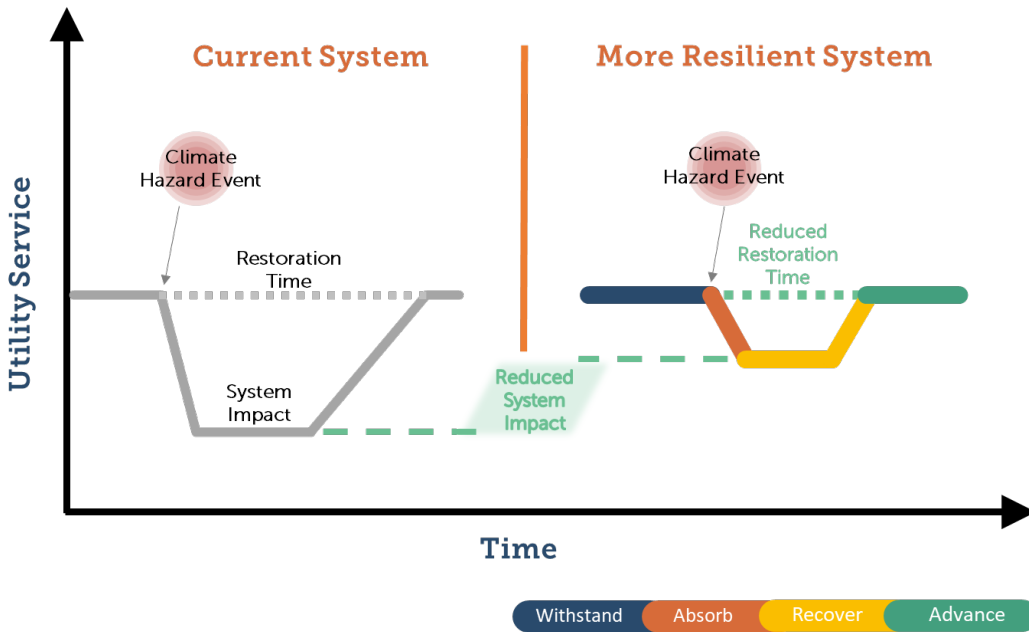 Current System
More Resilient System
Climate
Hazard Event
Climate
Hazard Event
Restoration
Time
Reduced
Restoration
Time
System
Impact
Reduced
System
Impact
Utility Service
Time
Withstand
Absorb
Recover
Advance